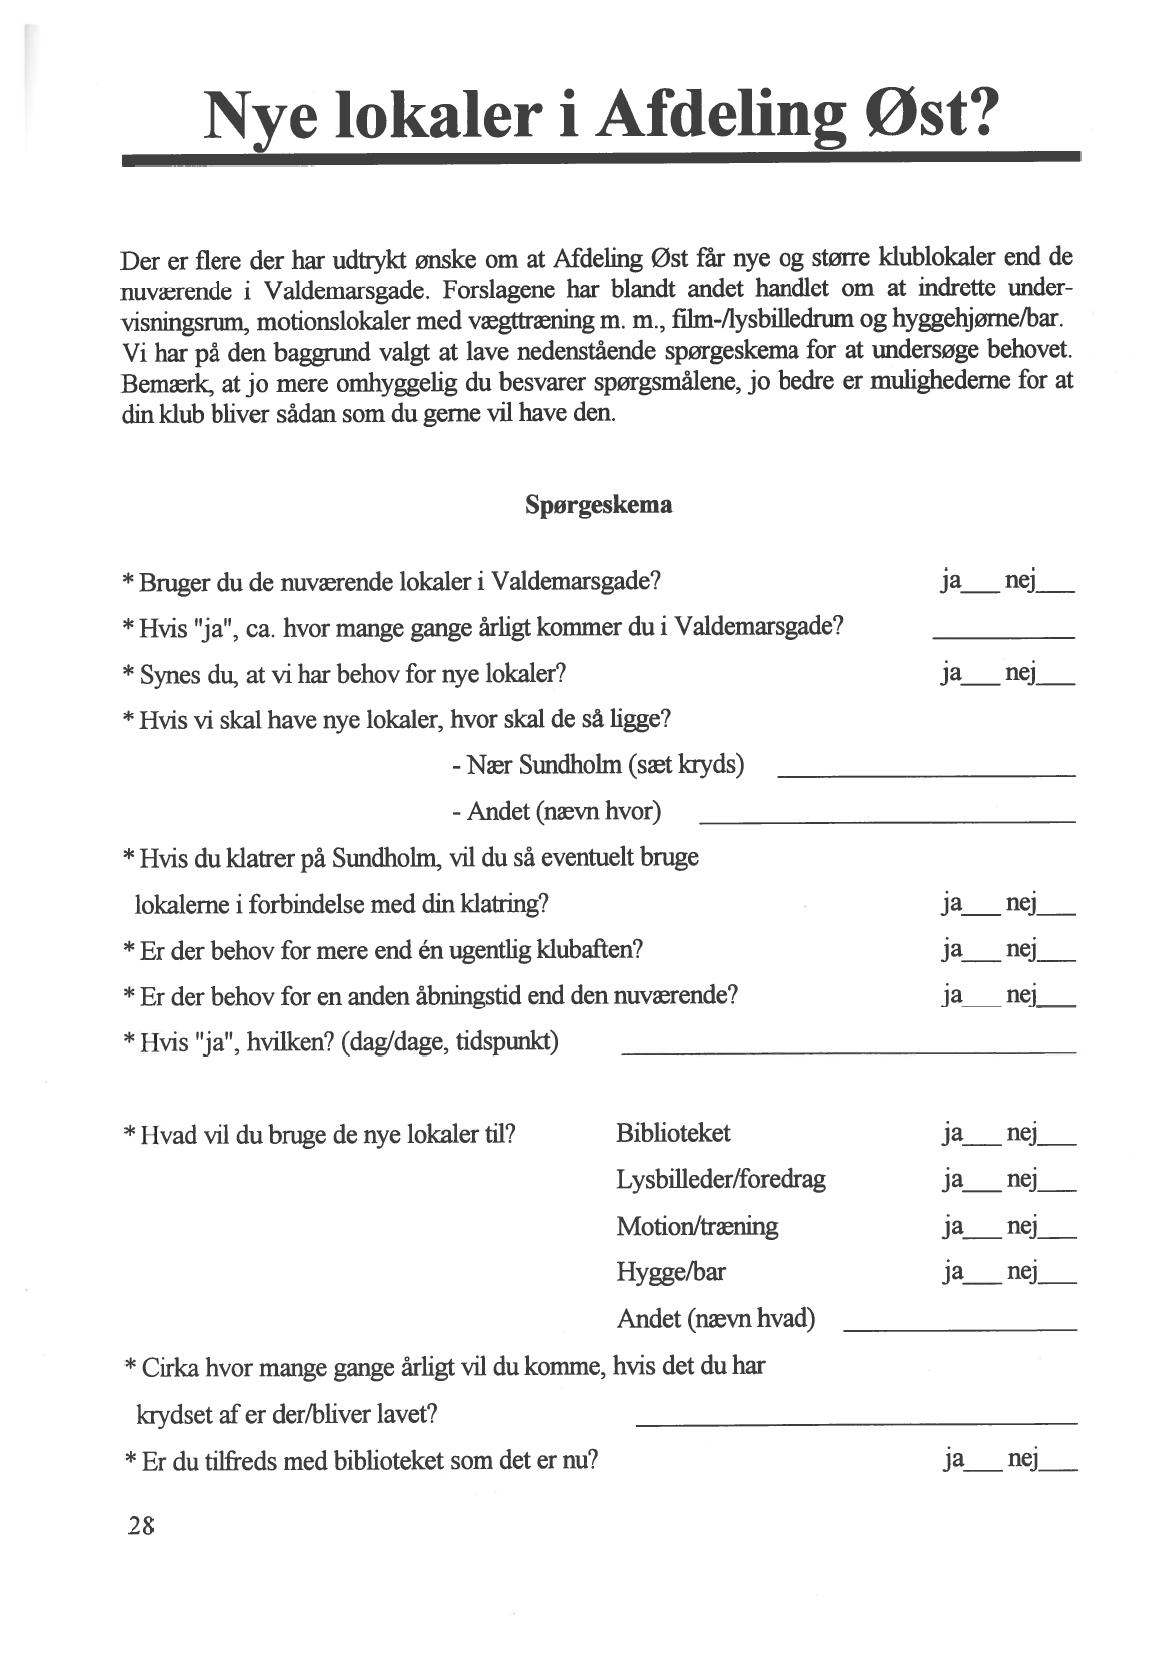 Nye lokaler i Afdeling Øst?
Der er flere der har udtrykt ønske om at Afdeling Øst får nye og større klublokaler end de
nuværende i Valdemarsgade. Forslagene har blandt andet handlet om at indrette under-
visningsrum, motionslokaler med vægttræning m. m., film-/lysbilledrum og hyggehjørne/bar.
Vi har på den baggrund valgt at lave nedenstående spørgeskema for at undersøge behovet.
Bemærk, at jo mere omhyggelig du besvarer spørgsmålene, jo bedre er mulighederne for at
din klub bliver sådan som du gerne vil have den.
Spørgeskema
* Bruger du de nuværende lokaler i Valdemarsgade? ja___ nej___
* Hvis "ja", ca. hvor mange gange årligt kommer du i Valdemarsgade? ___________
* Synes du, at vi har behov for nye lokaler? ja___ nej___
* Hvis vi skal have nye lokaler, hvor skal de så ligge?
- Nær Sundholm (sæt kryds) _______________________
- Andet (nævn hvor) _____________________________
* Hvis du klatrer på Sundholm, vil du så eventuelt bruge
lokalerne i forbindelse med din klatring? ja___ nej___
* Er der behov for mere end én ugentlig klubaften? ja___ nej___
* Er der behov for en anden åbningstid end den nuværende? ja___ nej___
* Hvis "ja", hvilken? (dag/dage, tidspunkt) ___________________________________
* Hvad vil du bruge de nye lokaler til? Biblioteket ja___ nej___
Lysbilleder/foredrag ja___ nej___
Motion/træning ja___ nej___
Hygge/bar ja___ nej___
Andet (nævn hvad) __________________
* Cirka hvor mange gange årligt vil du komme, hvis det du har
krydset af er der/bliver lavet? __________________________________
* Er du tilfreds med biblioteket som det er nu? ja___ nej___
28